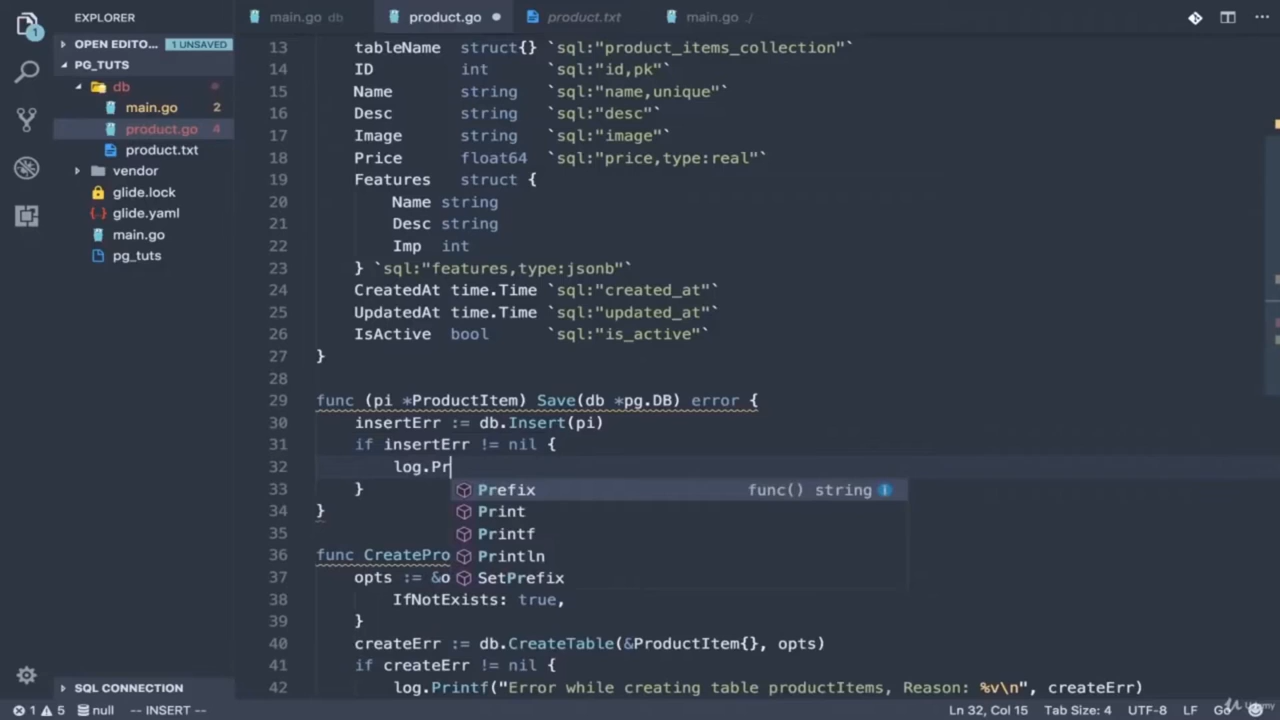 EXPLORER
main.go db
product.go
product.txt
main.go ./
OPEN EDITO... 1 UNSAVED
PG_TUTS
db
main.go 2
product.go 4
product.txt
vendor
glide.lock
glide.yaml
main.go
pg_tuts
1
13 tableName struct{} `sql:"product_items_collection"`
14 ID int `sql:"id,pk"`
15 Name string `sql:"name,unique"`
16 Desc string `sql:"desc"`
17 Image string `sql:"image"`
18 Price float64 `sql:"price,type:real"`
19 Features struct {
20 Name string
21 Desc string
22 Imp int
23 } `sql:"features,type:jsonb"`
24 CreatedAt time.Time `sql:"created_at"`
25 UpdatedAt time.Time `sql:"updated_at"`
26 IsActive bool `sql:"is_active"`
27 }
28
29 func (pi *ProductItem) Save(db *pg.DB) error {
30 insertErr := db.Insert(pi)
31 if insertErr != nil {
32 log.Pr
33 }
34 }
35
36 func CreatePro
37 opts := &o
38 IfNotExists: true,
39 }
40 createErr := db.CreateTable(&ProductItem{}, opts)
41 if createErr != nil {
42 log.Printf("Error while creating table productItems, Reason: %v\n", createErr)
Prefix func() string
Print
Printf
Println
SetPrefix
SQL CONNECTION
1 5 null -- INSERT -- Ln 32, Col 15 Tab Size: 4 UTF-8 LF Go
Udemy